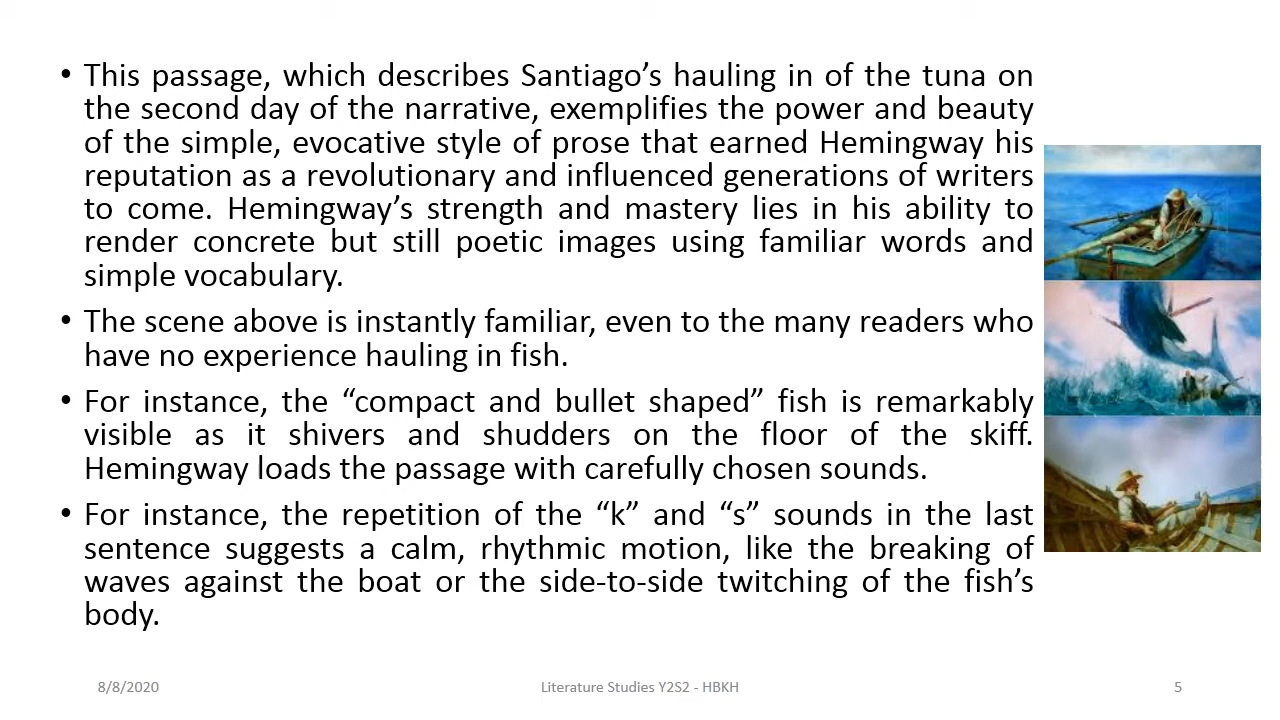 • This passage, which describes Santiago’s hauling in of the tuna on
the second day of the narrative, exemplifies the power and beauty
of the simple, evocative style of prose that earned Hemingway his
reputation as a revolutionary and influenced generations of writers
to come. Hemingway’s strength and mastery lies in his ability to
render concrete but still poetic images using familiar words and
simple vocabulary.
• The scene above is instantly familiar, even to the many readers who
have no experience hauling in fish.
• For instance, the “compact and bullet shaped” fish is remarkably
visible as it shivers and shudders on the floor of the skiff.
Hemingway loads the passage with carefully chosen sounds.
• For instance, the repetition of the “k” and “s” sounds in the last
sentence suggests a calm, rhythmic motion, like the breaking of
waves against the boat or the side-to-side twitching of the fish’s
body.
8/8/2020
Literature Studies Y2S2 - HBKH
5